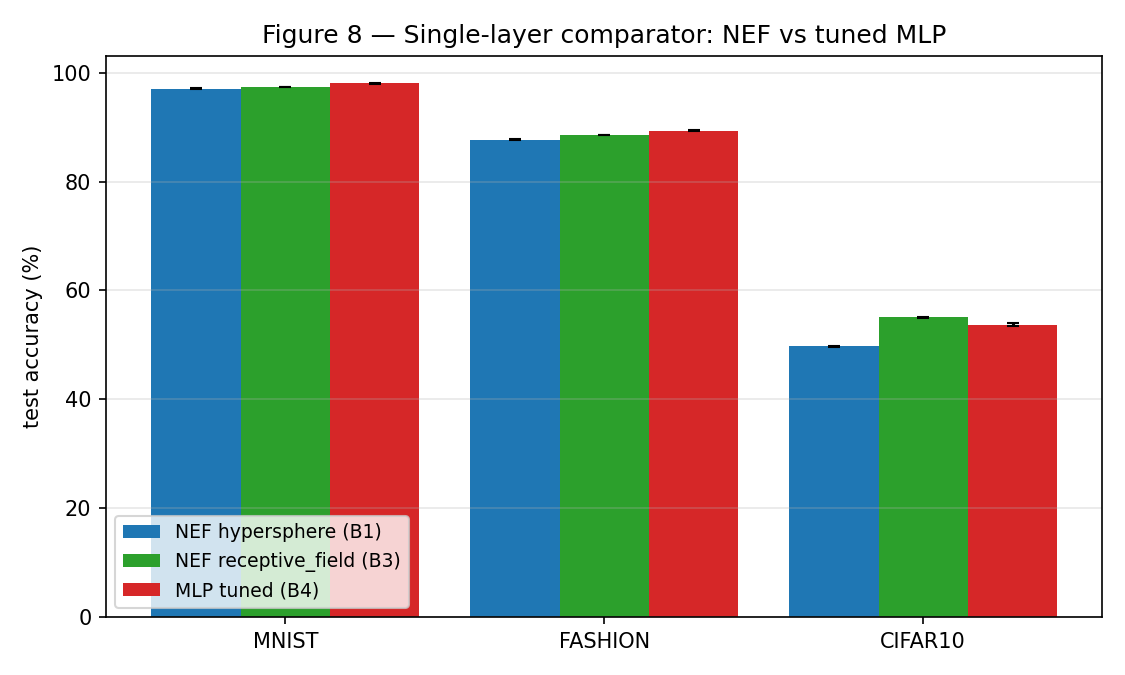 Figure 8 — Single-layer comparator: NEF vs tuned MLP
test accuracy (%)
100
80
60
40
20
0
NEF hypersphere (B1)
NEF receptive_field (B3)
MLP tuned (B4)
MNIST
FASHION
CIFAR10